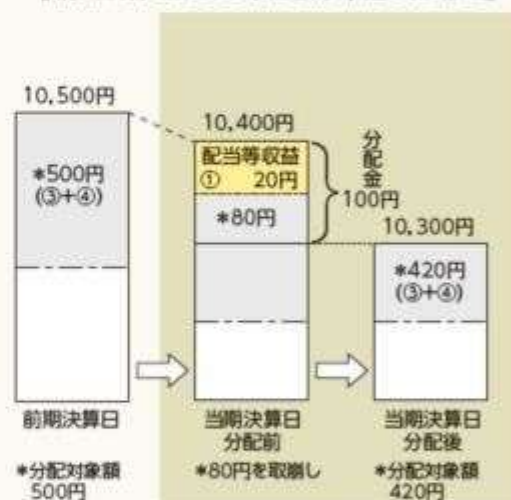 10,500円
*500円
(③+④)
前期決算日
*分配対象額
500円
10,400円
配当等収益
① 20円
*80円
分配金
100円
当期決算日
分配前
*80円を取崩し
10,300円
*420円
(③+④)
当期決算日
分配後
*分配対象額
420円